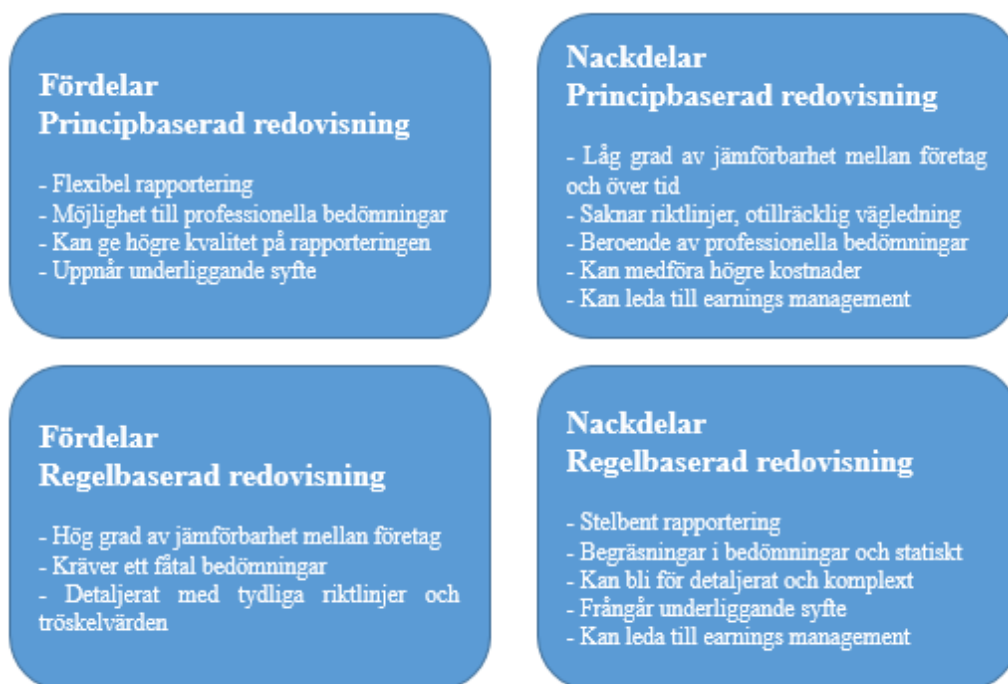 Fördelar
Principbaserad redovisning
- Flexibel rapportering
- Möjlighet till professionella bedömningar
- Kan ge högre kvalitet på rapporteringen
- Uppnår underliggande syfte
Nackdelar
Principbaserad redovisning
- Låg grad av jämförbarhet mellan företag
och över tid
- Saknar riktlinjer, otillräcklig vägledning
- Beroende av professionella bedömningar
- Kan medföra högre kostnader
- Kan leda till earnings management
Fördelar
Regelbaserad redovisning
- Hög grad av jämförbarhet mellan företag
- Kräver ett fåtal bedömningar
- Detaljerat med tydliga riktlinjer och
tröskelvärden
Nackdelar
Regelbaserad redovisning
- Stelbent rapportering
- Begräsningar i bedömningar och statiskt
- Kan bli för detaljerat och komplext
- Frångår underliggande syfte
- Kan leda till earnings management